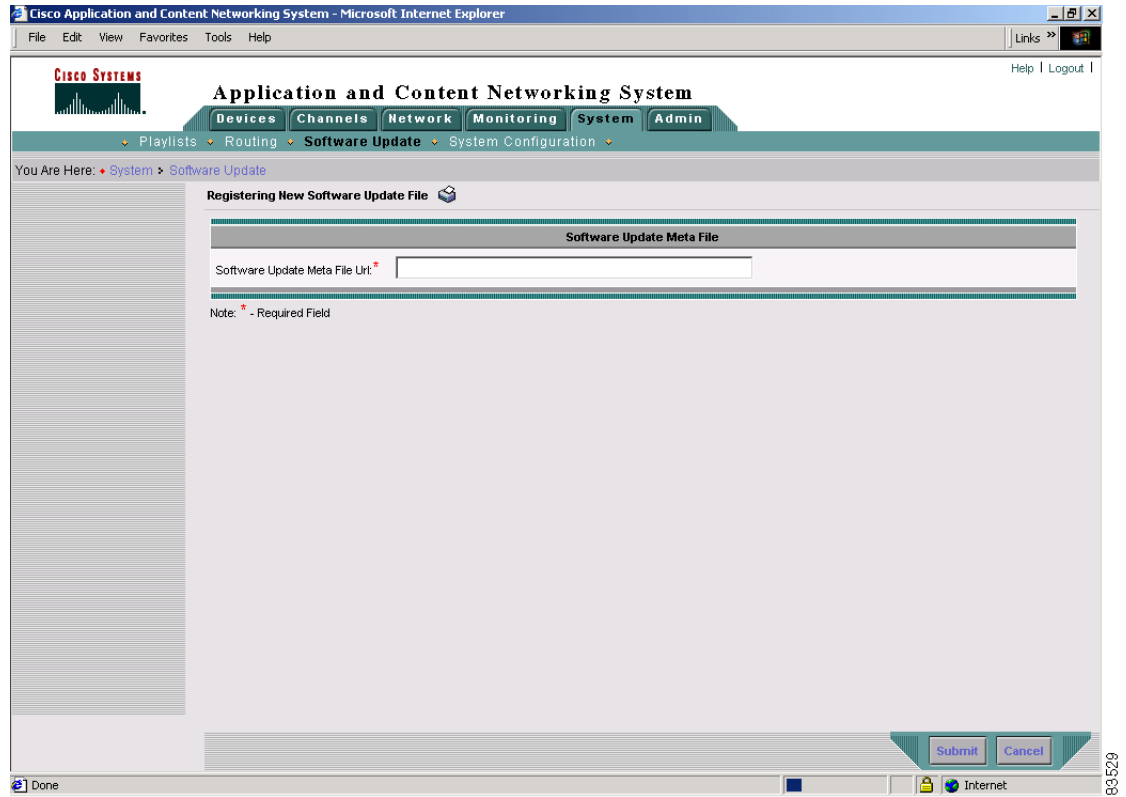 Cisco Application and Content Networking System - Microsoft Internet Explorer
File Edit View Favorites Tools Help
Links »
CISCO SYSTEMS
Help | Logout |
Application and Content Networking System
Devices Channels Network Monitoring System Admin
Playlists Routing Software Update System Configuration
You Are Here: System Software Update
Registering New Software Update File
Software Update Meta File
Software Update Meta File Url:*
Note: * - Required Field
Submit Cancel
Done
Internet
83529